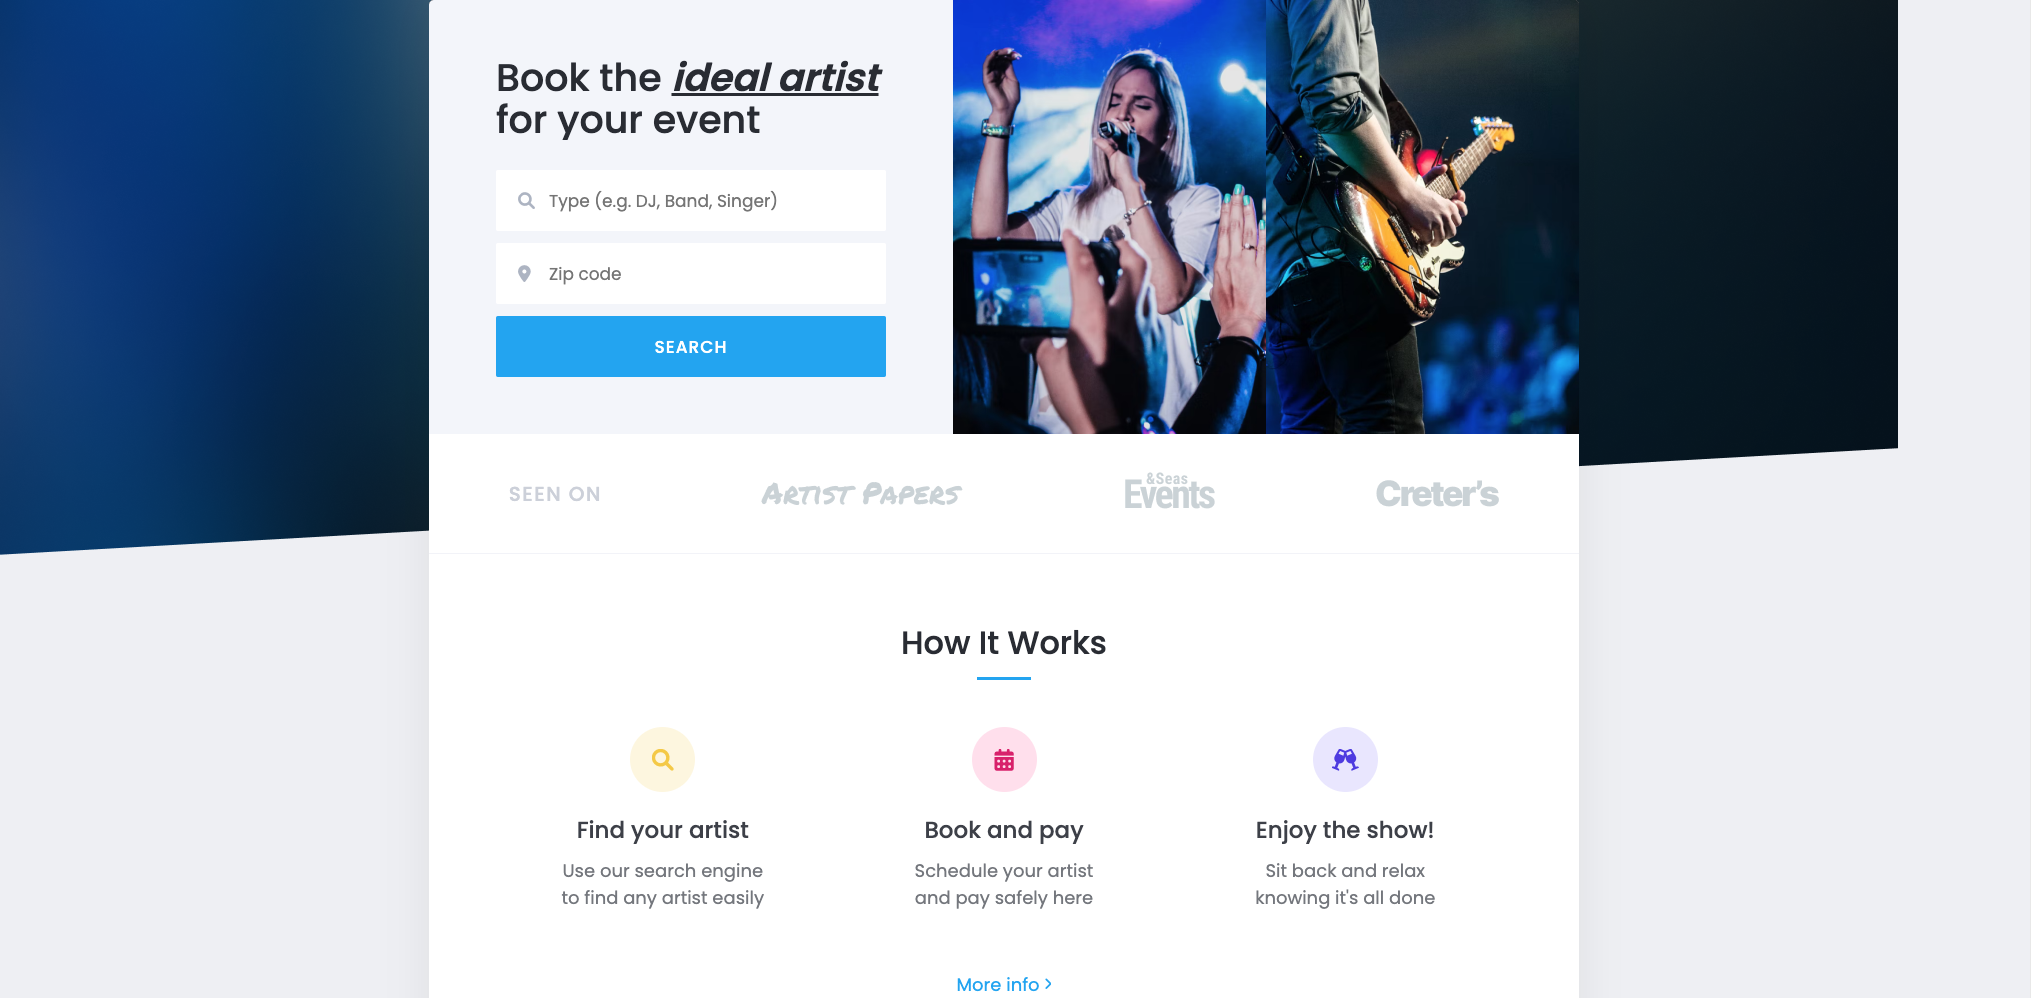 Book the ideal artist
for your event
Type (e.g. DJ, Band, Singer)
Zip code
SEARCH
SEEN ON
ARTIST PAPERS
&Seas
Events
Creter's
How It Works
Find your artist
Use our search engine
to find any artist easily
Book and pay
Schedule your artist
and pay safely here
Enjoy the show!
Sit back and relax
knowing it's all done
More info >